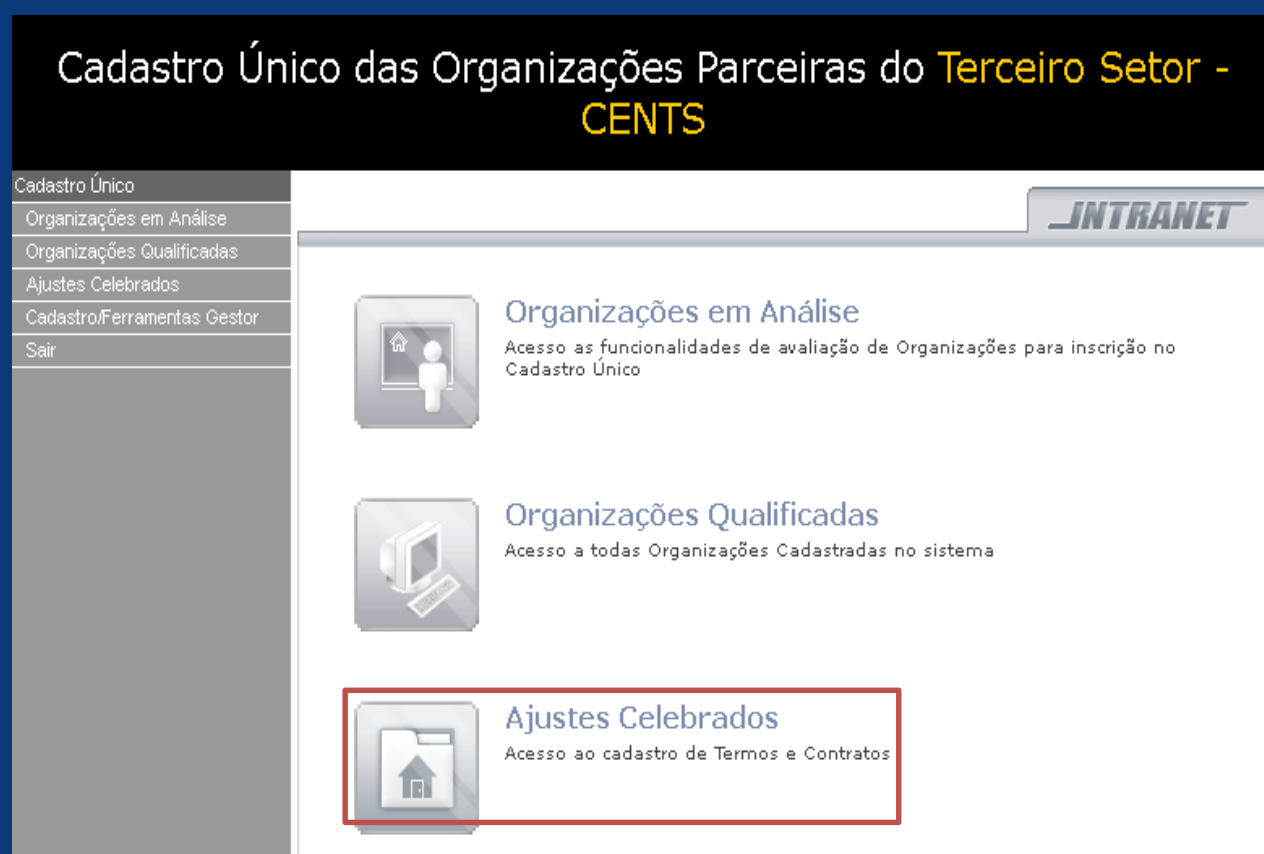 Cadastro Único das Organizações Parceiras do Terceiro Setor -
CENTS
Cadastro Único
Organizações em Análise
Organizações Qualificadas
Ajustes Celebrados
Cadastro/Ferramentas Gestor
Sair
INTRANET
Organizações em Análise
Acesso as funcionalidades de avaliação de Organizações para inscrição no
Cadastro Único
Organizações Qualificadas
Acesso a todas Organizações Cadastradas no sistema
Ajustes Celebrados
Acesso ao cadastro de Termos e Contratos